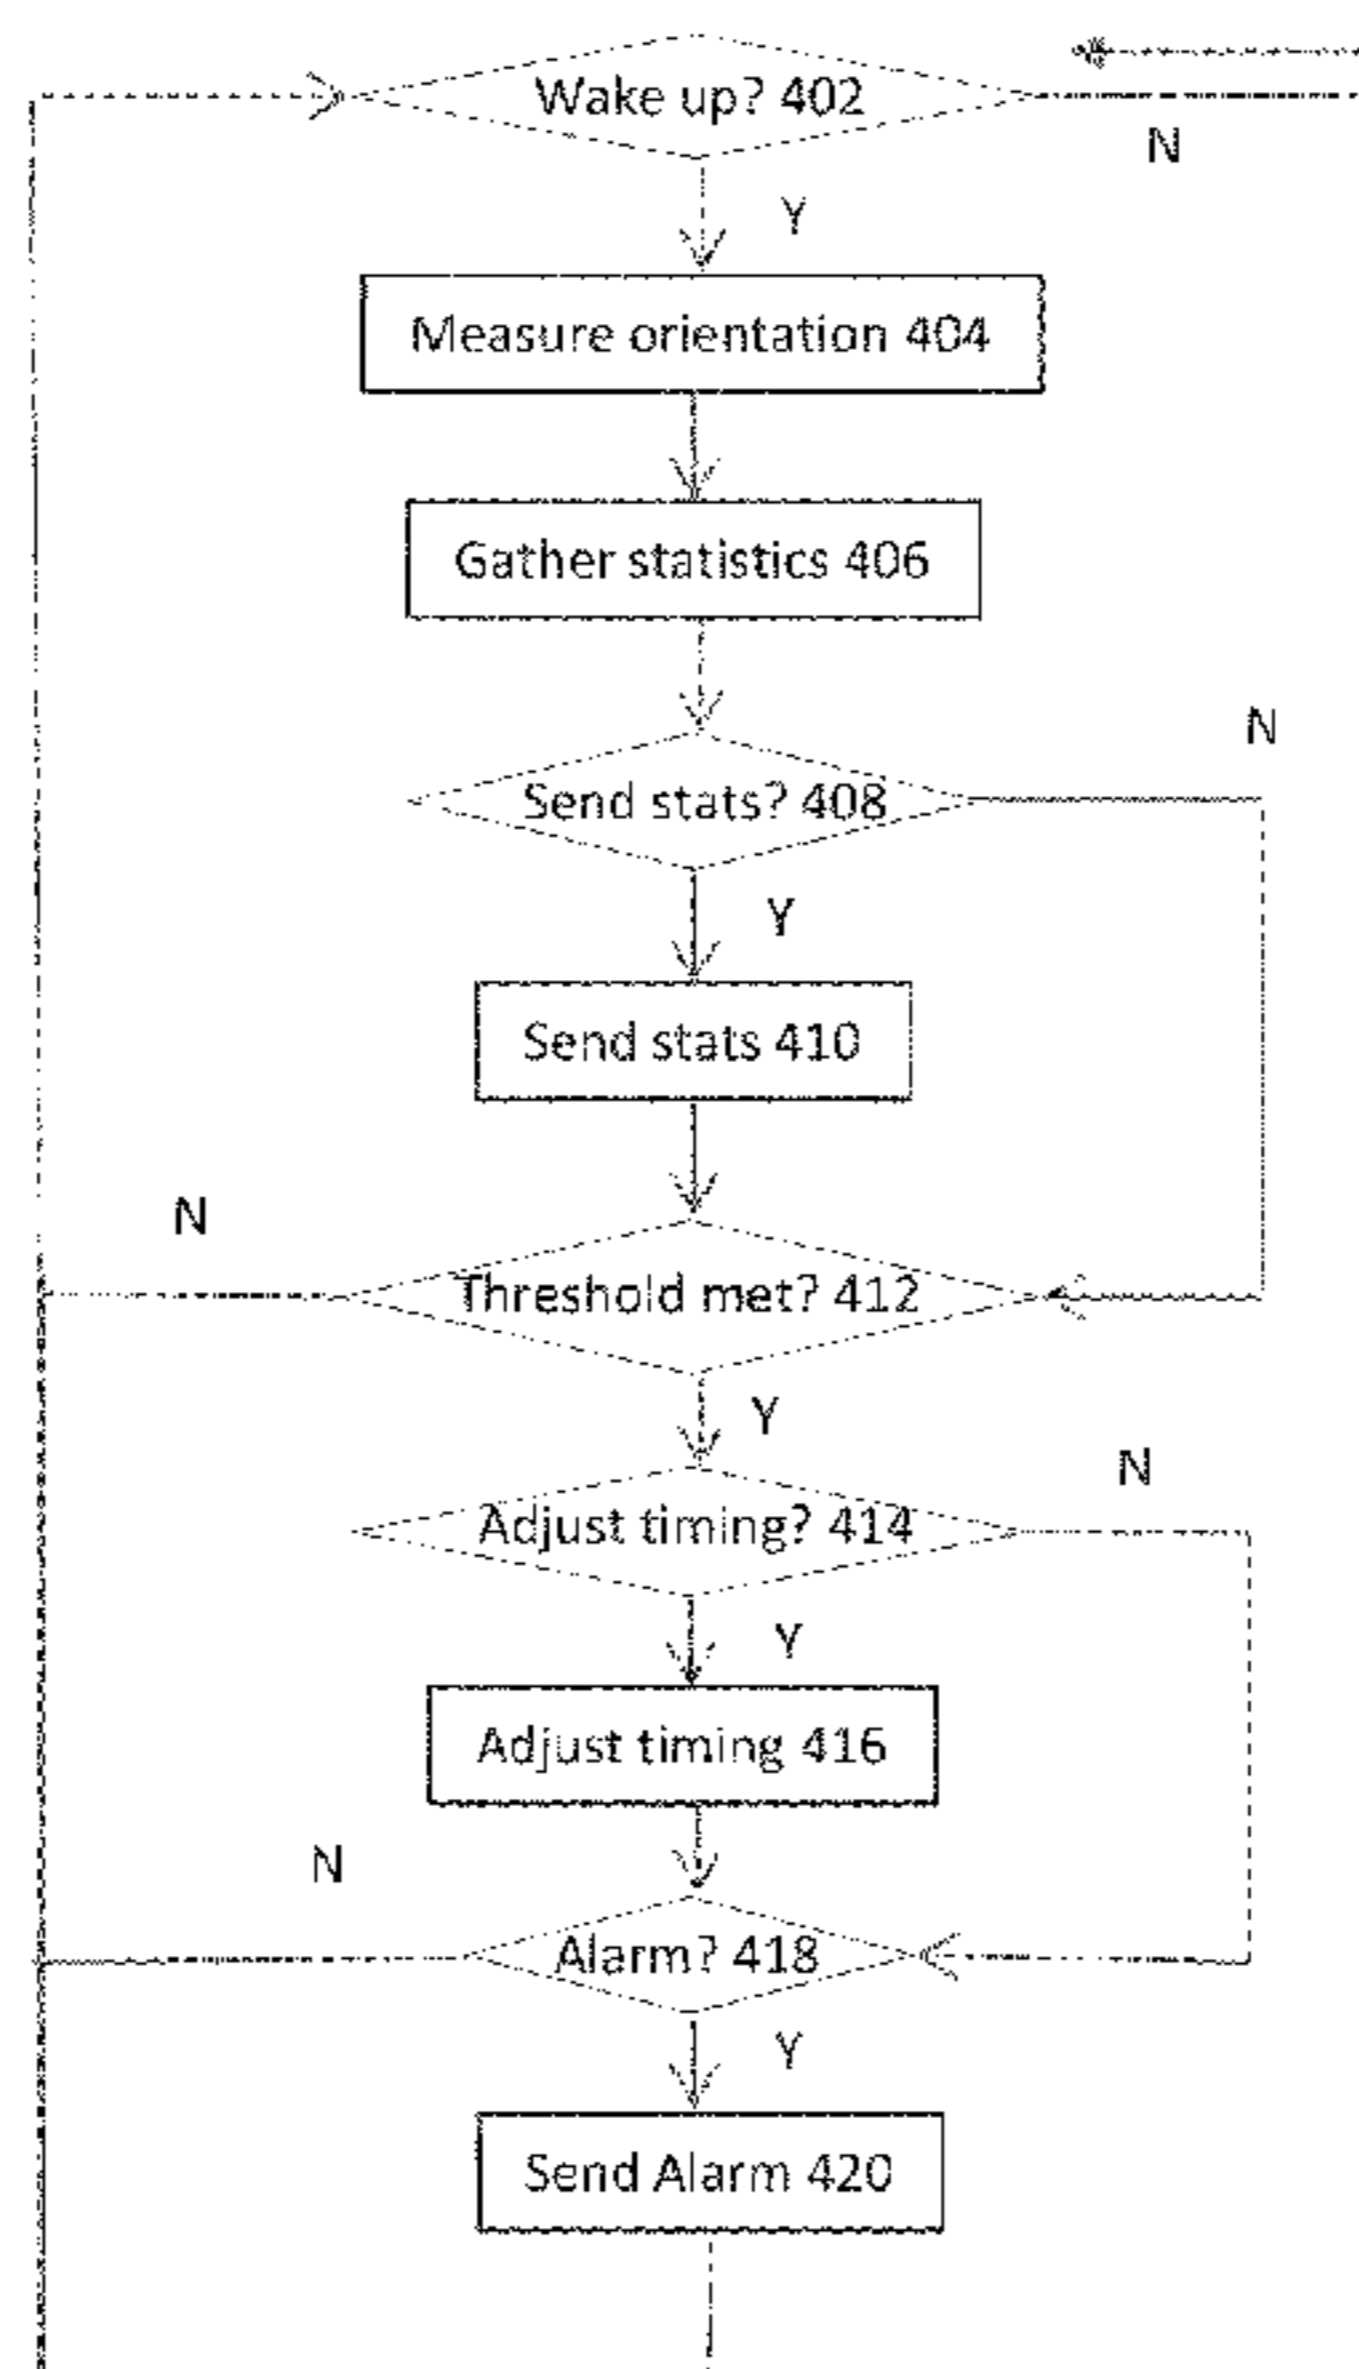 Wake up? 402
N
Y
Measure orientation 404
Gather statistics 406
N
Send stats? 408
Y
Send stats 410
N
Threshold met? 412
Y
N
Adjust timing? 414
Y
Adjust timing 416
N
Alarm? 418
Y
Send Alarm 420